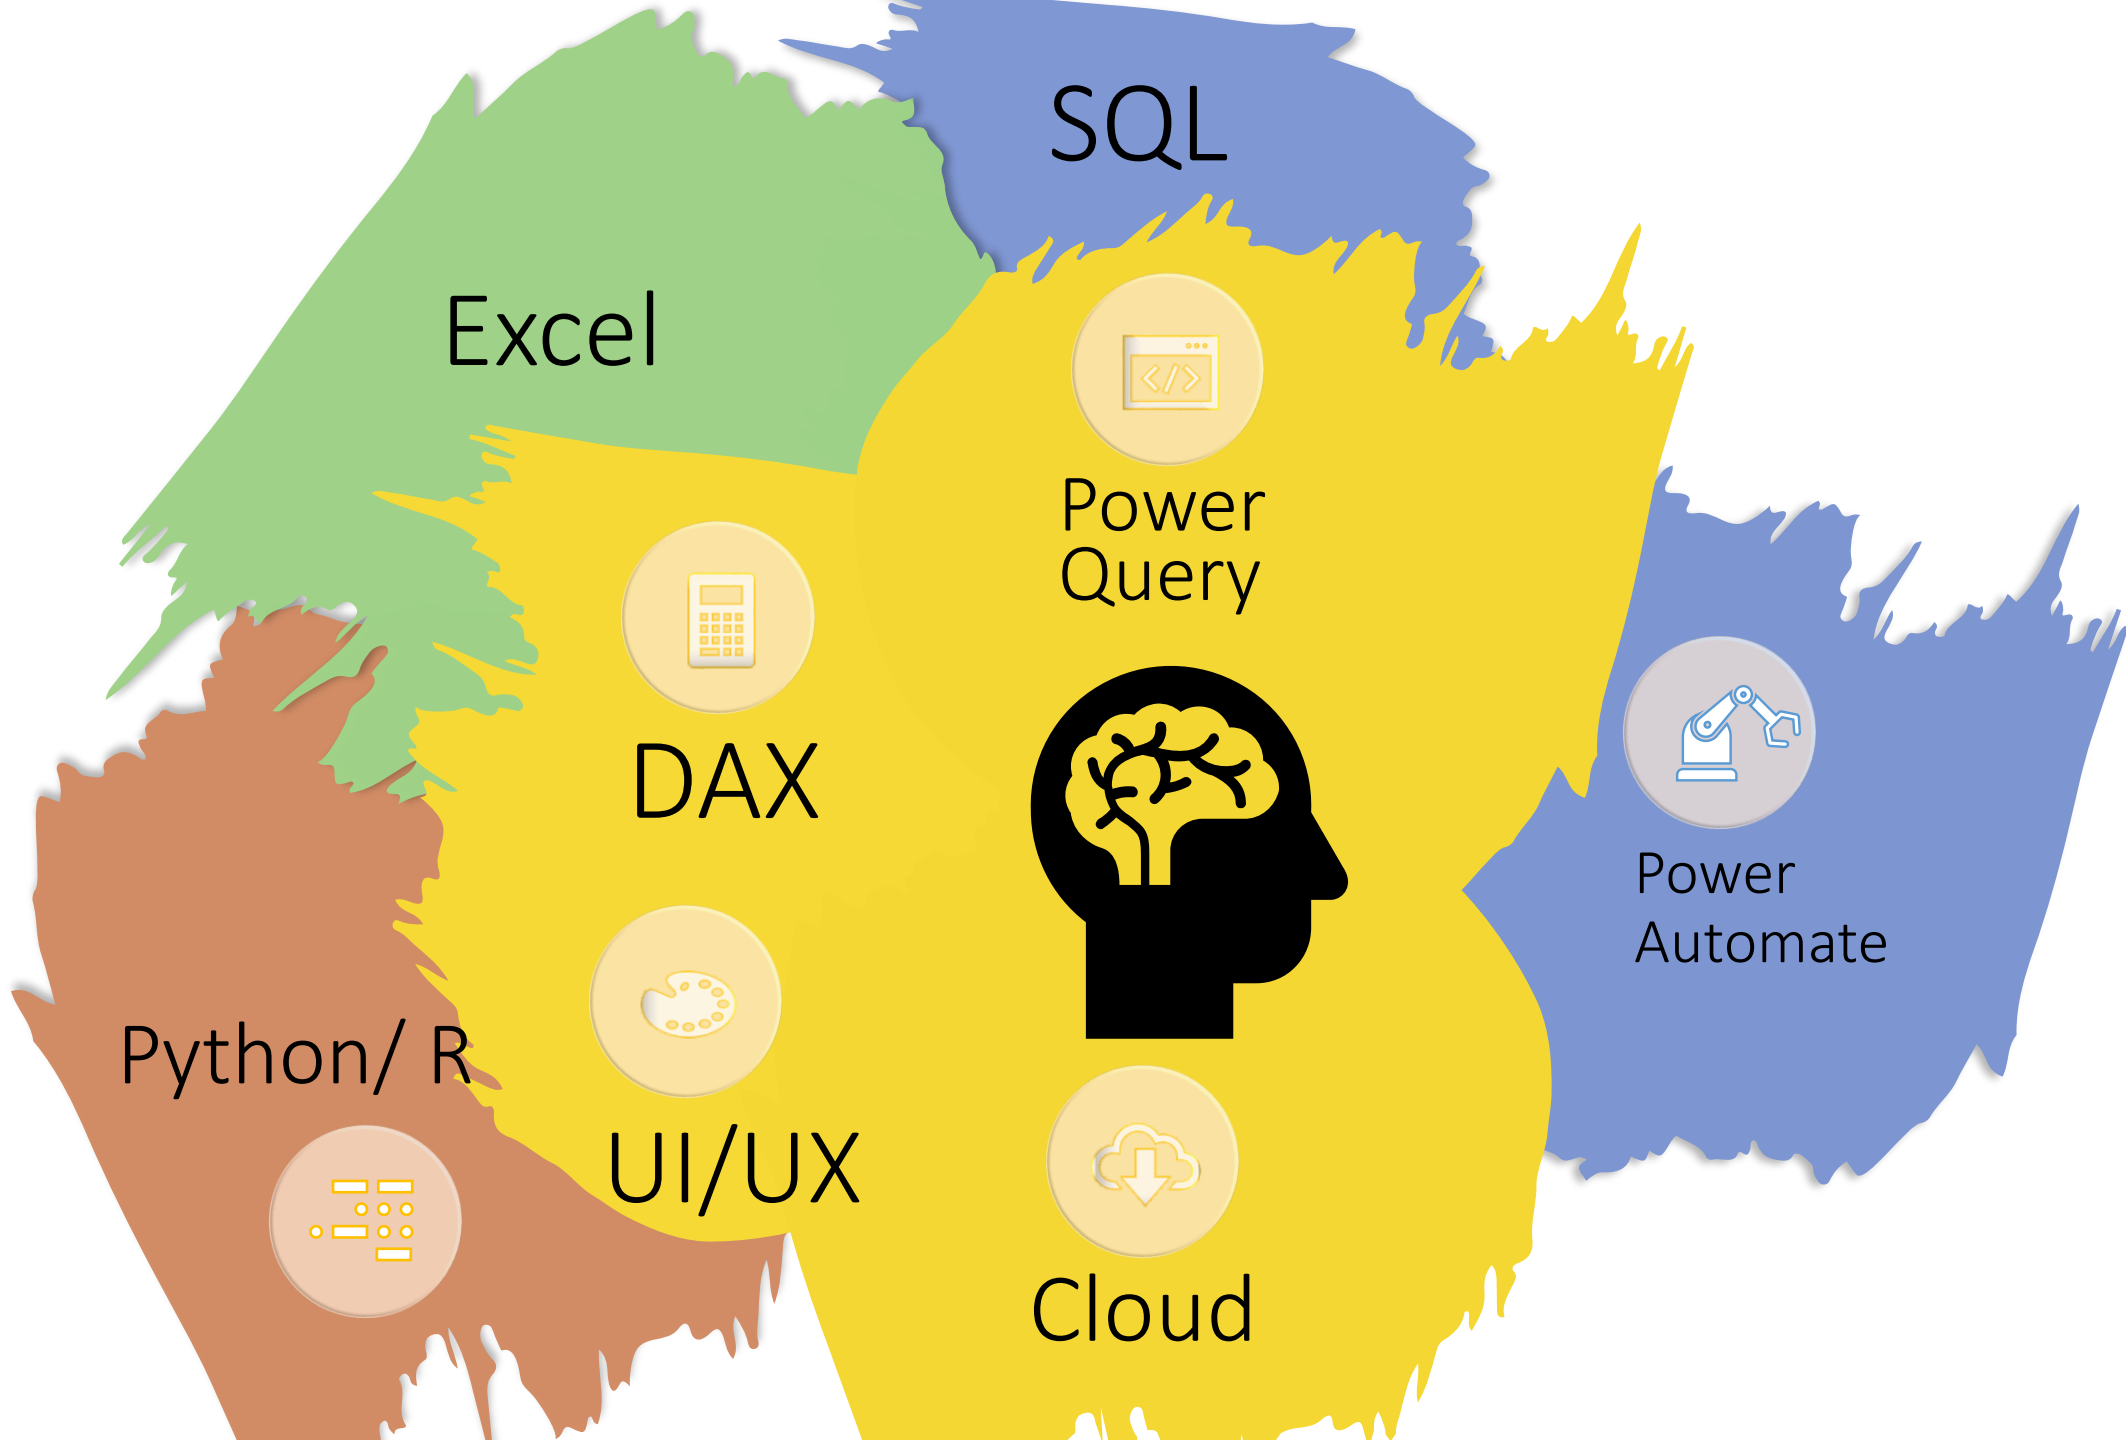 SQL
Excel
Power
Query
DAX
Power
Automate
Python/ R
UI/UX
Cloud